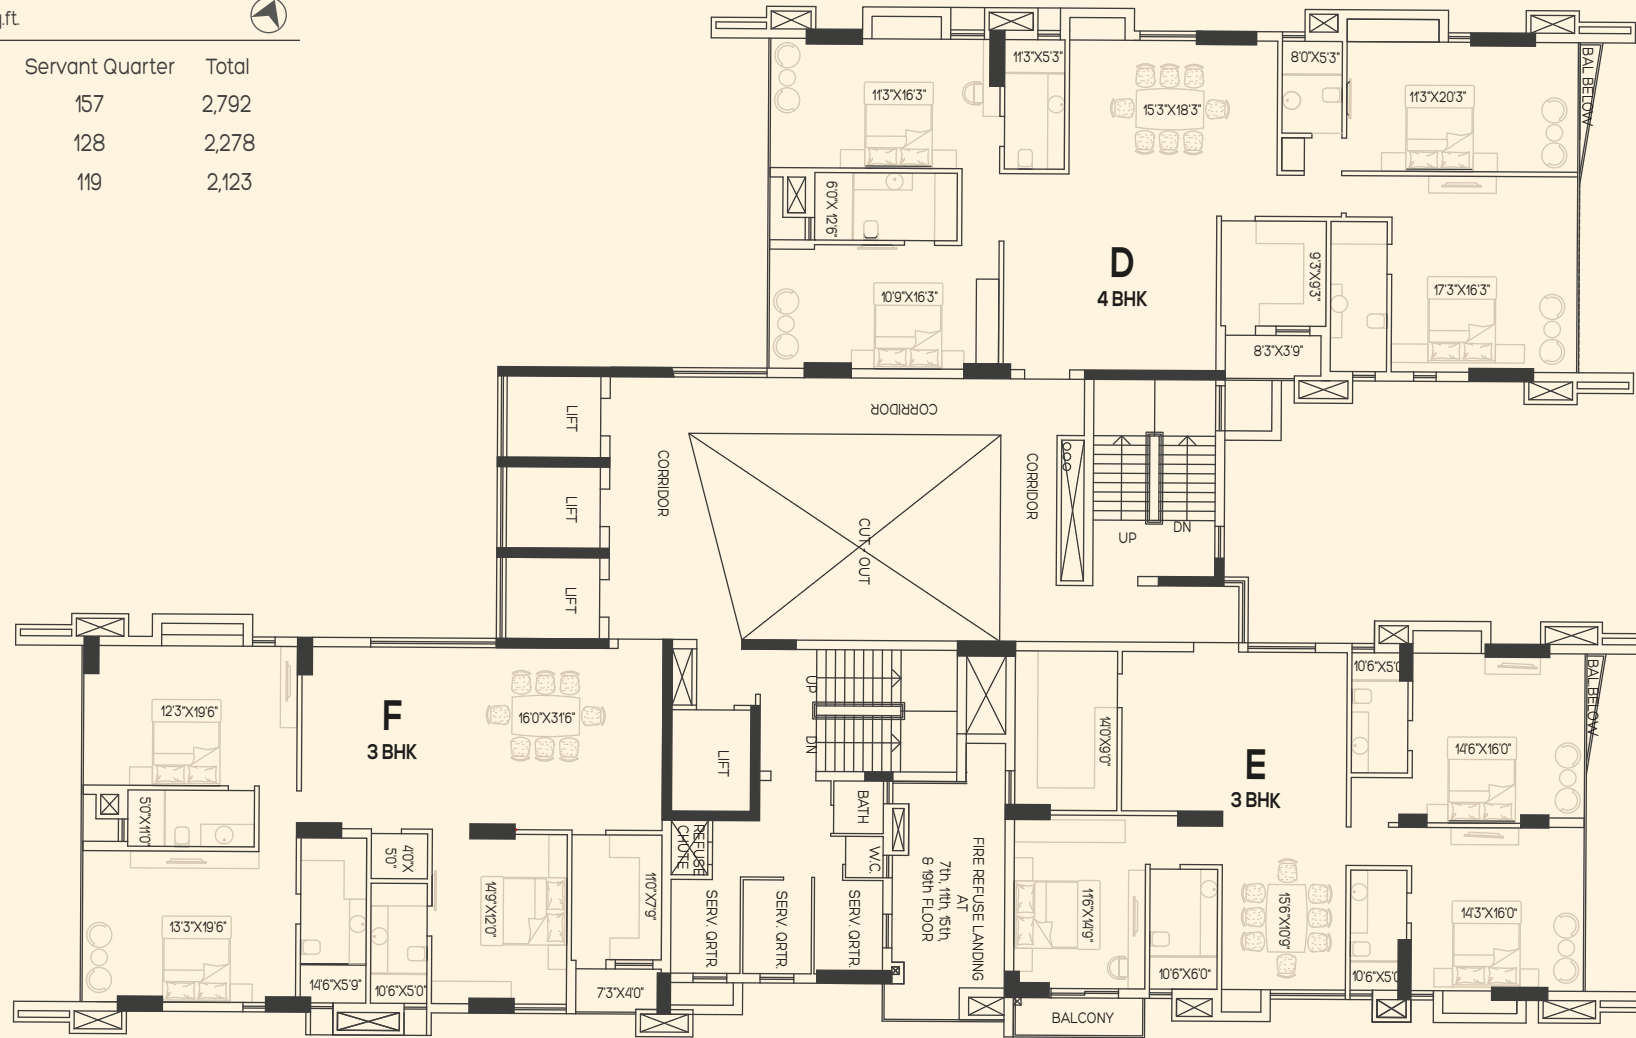 q.ft.
Servant Quarter Total
157 2,792
128 2,278
119 2,123
11'3"X16'3"
11'3"X5'3"
15'3"X18'3"
8'0"X5'3"
11'3"X20'3"
BAL BELOW
6'0"X 12'6"
D
4 BHK
10'9"X16'3"
9'3"X9'3"
17'3"X16'3"
8'3"X3'9"
LIFT
LIFT
LIFT
CORRIDOR
CORRIDOR
CORRIDOR
CUT OUT
UP
DN
12'3"X19'6"
F
3 BHK
16'0"X31'6"
5'0"X11'0"
4'0"X
5'0"
13'3"X19'6"
14'6"X5'9"
10'6"X5'0"
14'9"X12'0"
11'0"X7'9"
7'3"X4'0"
LIFT
UP
DN
REFUSE
CHUTE
BATH
W.C.
SERV. QRTR.
SERV. QRTR.
SERV. QRTR.
FIRE REFUSE LANDING
AT
7th, 11th, 15th,
& 19th FLOOR
14'0"X9'0"
E
3 BHK
10'6"X5'0
14'6"X16'0"
BAL.BELOW
11'6"X14'9"
10'6"X6'0"
15'6"X10'9"
10'6"X5'0
14'3"X16'0"
BALCONY